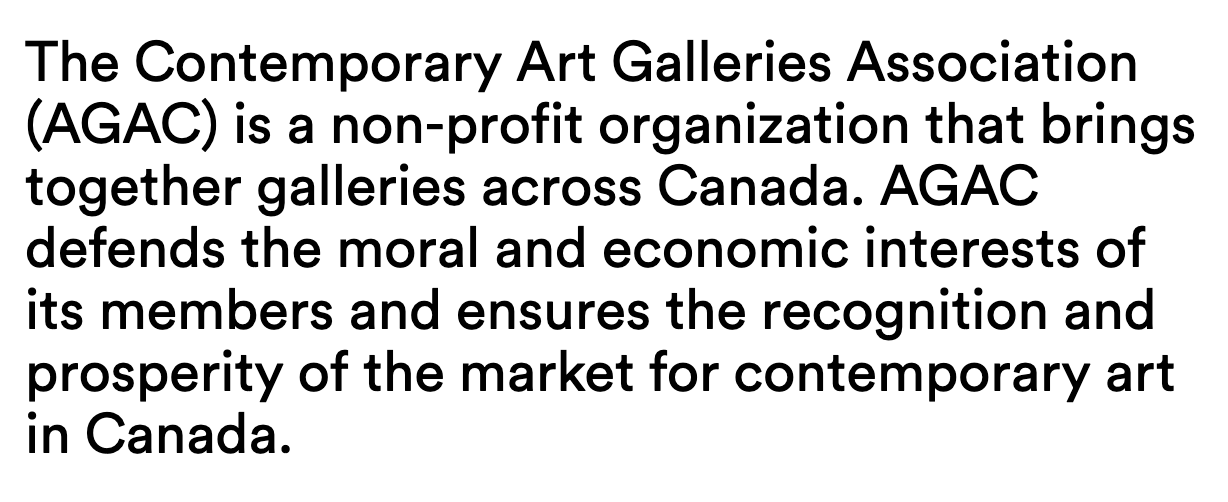 The Contemporary Art Galleries Association
(AGAC) is a non-profit organization that brings
together galleries across Canada. AGAC
defends the moral and economic interests of
its members and ensures the recognition and
prosperity of the market for contemporary art
in Canada.